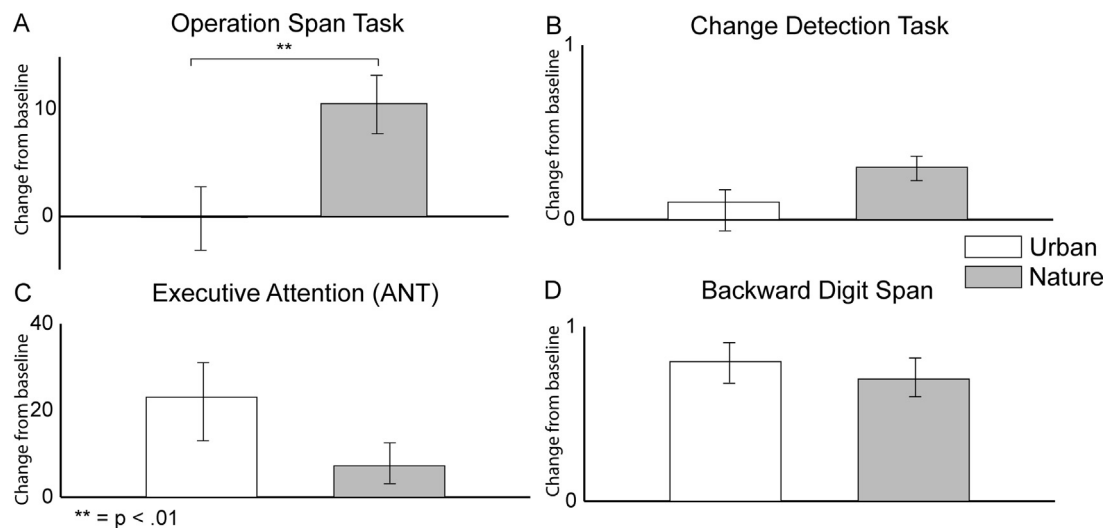 A
Operation Span Task
**
Change from baseline
10
0
B
Change Detection Task
Change from baseline
1
0
Urban
Nature
C
Executive Attention (ANT)
Change from baseline
40
20
0
** = p < .01
D
Backward Digit Span
Change from baseline
1
0